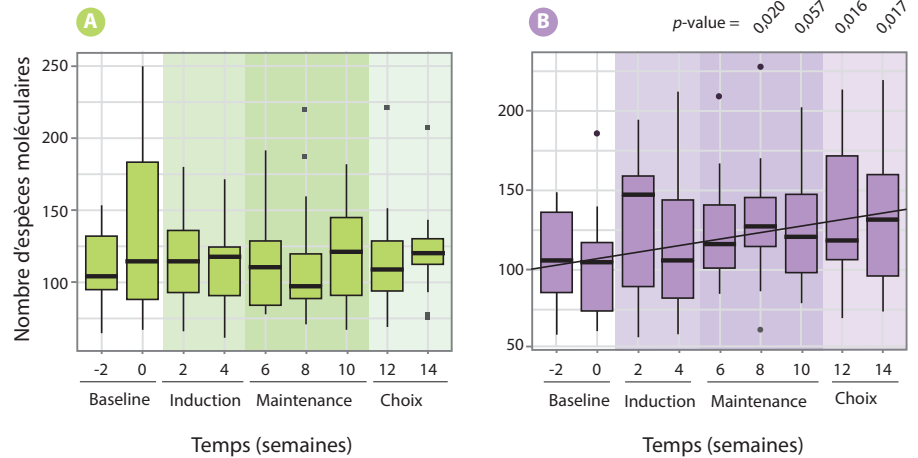 A
Nombre d'espèces moléculaires
250
250
150
100
-2 0 2 4 6 8 10 12 14
Baseline Induction Maintenance Choix
Temps (semaines)
B
p-value = 0,020 0,057 0,016 0,017
200
150
100
50
-2 0 2 4 6 8 10 12 14
Baseline Induction Maintenance Choix
Temps (semaines)